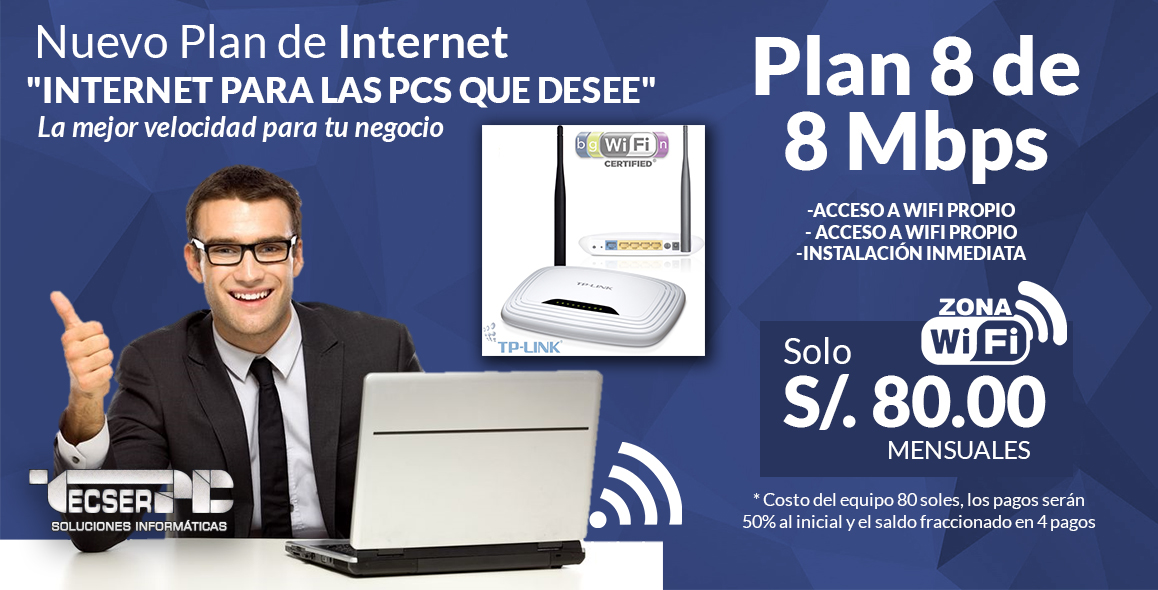 Nuevo Plan de Internet
"INTERNET PARA LAS PCS QUE DESEE"
La mejor velocidad para tu negocio
bg WiFi n
CERTIFIED®
TP-LINK
TP-LINK®
TECSERPC
SOLUCIONES INFORMÁTICAS
Plan 8 de
8 Mbps
-ACCESO A WIFI PROPIO
- ACCESO A WIFI PROPIO
-INSTALACIÓN INMEDIATA
ZONA
WiFi
Solo
S/. 80.00
MENSUALES
* Costo del equipo 80 soles, los pagos serán
50% al inicial y el saldo fraccionado en 4 pagos